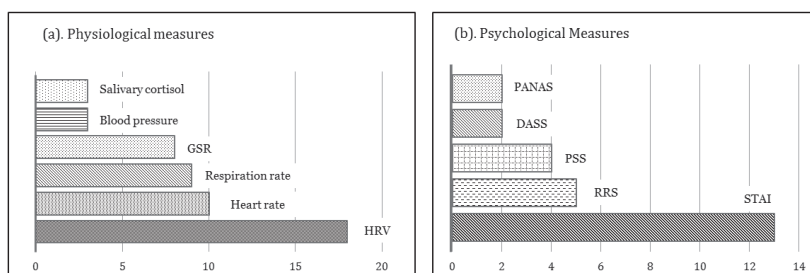 (a). Physiological measures
Salivary cortisol
Blood pressure
GSR
Respiration rate
Heart rate
HRV
0 5 10 15 20
(b). Psychological Measures
PANAS
DASS
PSS
RRS
STAI
0 2 4 6 8 10 12 14